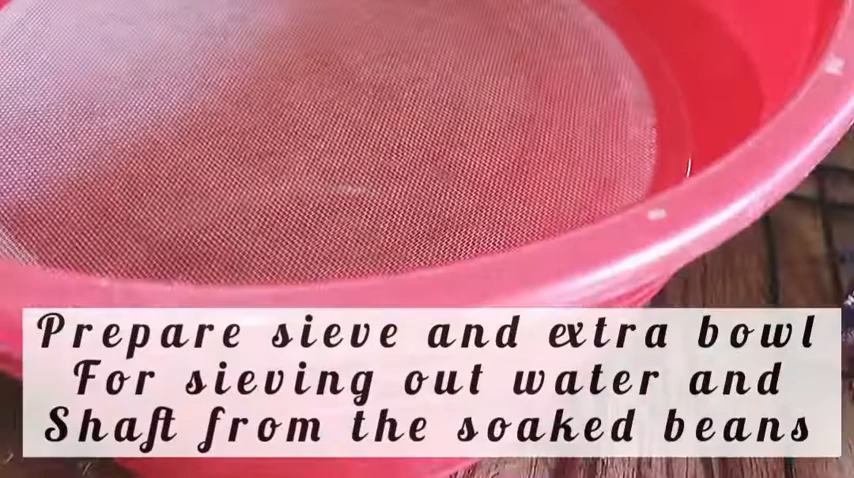 Prepare sieve and extra bowl
For sieving out water and
Shaft from the soaked beans